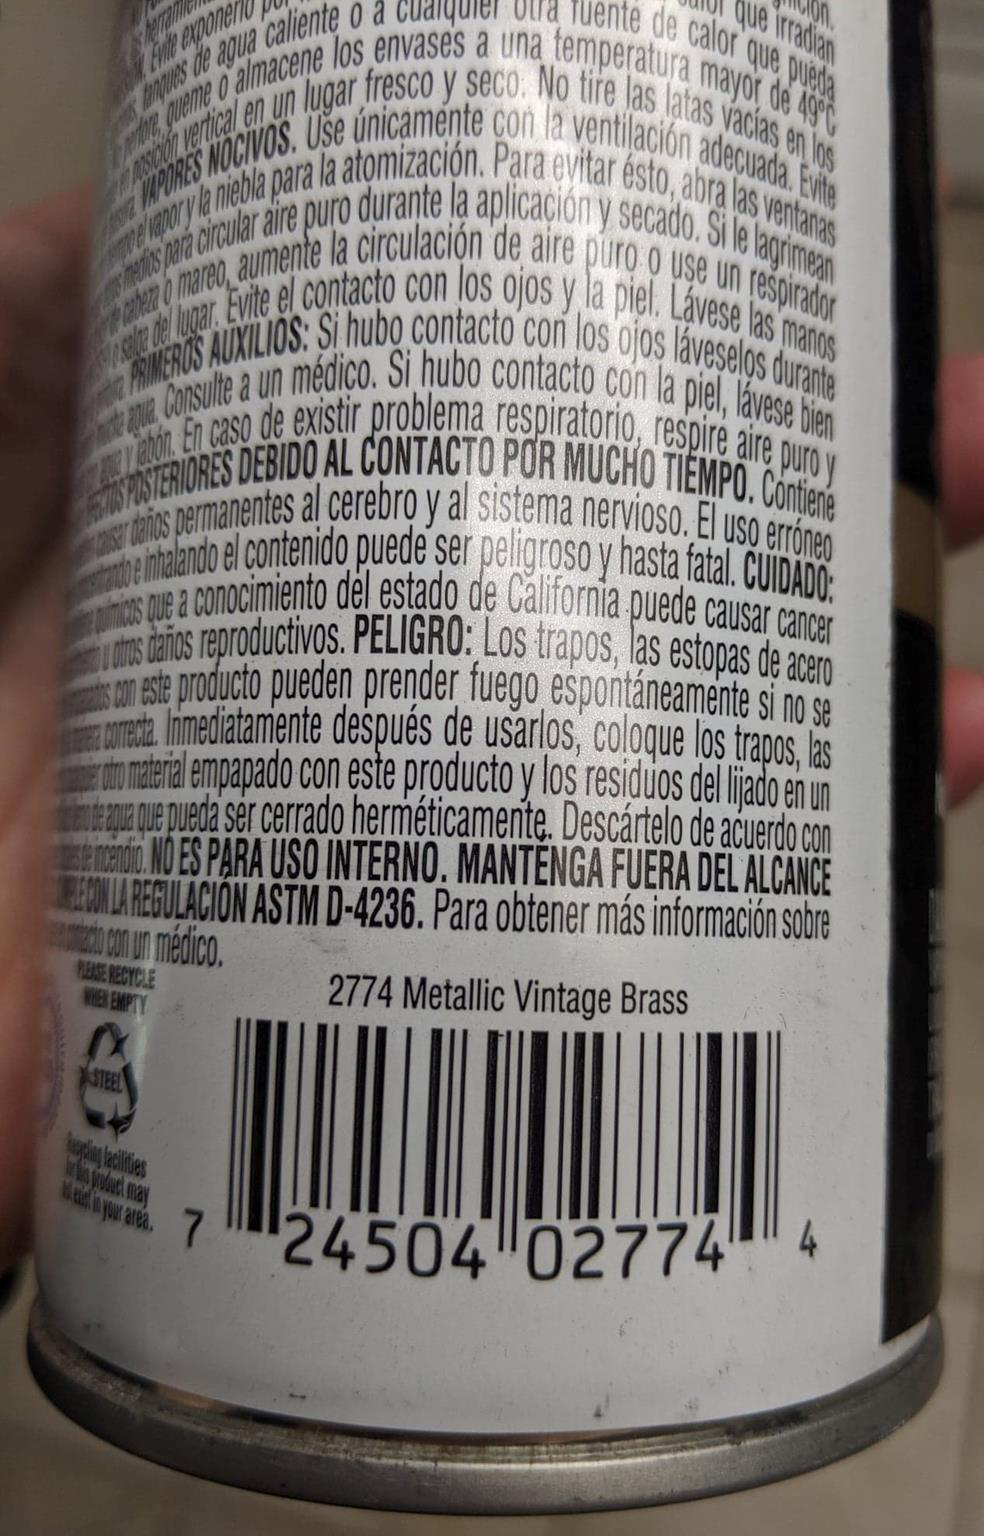 que irradian
Evite exponerlo
tanques de agua caliente o a cualquier otra fuente de calor que pueda
queme o almacene los envases a una temperatura mayor de 49°C
en posición vertical en un lugar fresco y seco. No tire las latas vacías en los
VAPORES NOCIVOS. Use únicamente con la ventilación adecuada. Evite
el vapor y la niebla para la atomización. Para evitar ésto, abra las ventanas
medios para circular aire puro durante la aplicación y secado. Si le lagrimean
de cabeza o mareo, aumente la circulación de aire puro o use un respirador
salga del lugar. Evite el contacto con los ojos y la piel. Lávese las manos
PRIMEROS AUXILIOS: Si hubo contacto con los ojos láveselos durante
mucha agua. Consulte a un médico. Si hubo contacto con la piel, lávese bien
agua y jabón. En caso de existir problema respiratorio, respire aire puro y
EFECTOS POSTERIORES DEBIDO AL CONTACTO POR MUCHO TIEMPO. Contiene
causar daños permanentes al cerebro y al sistema nervioso. El uso erróneo
e inhalando el contenido puede ser peligroso y hasta fatal. CUIDADO:
químicos que a conocimiento del estado de California puede causar cancer
u otros daños reproductivos. PELIGRO: Los trapos, las estopas de acero
con este producto pueden prender fuego espontáneamente si no se
manera correcta. Inmediatamente después de usarlos, coloque los trapos, las
otro material empapado con este producto y los residuos del lijado en un
de agua que pueda ser cerrado herméticamente. Descártelo de acuerdo con
de incendio. NO ES PARA USO INTERNO. MANTENGA FUERA DEL ALCANCE
CON LA REGULACIÓN ASTM D-4236. Para obtener más información sobre
con un médico.
PLEASE RECYCLE
WHEN EMPTY
STEEL
Recycling facilities
for this product may
not exist in your area.
2774 Metallic Vintage Brass
7 24504 02774 4